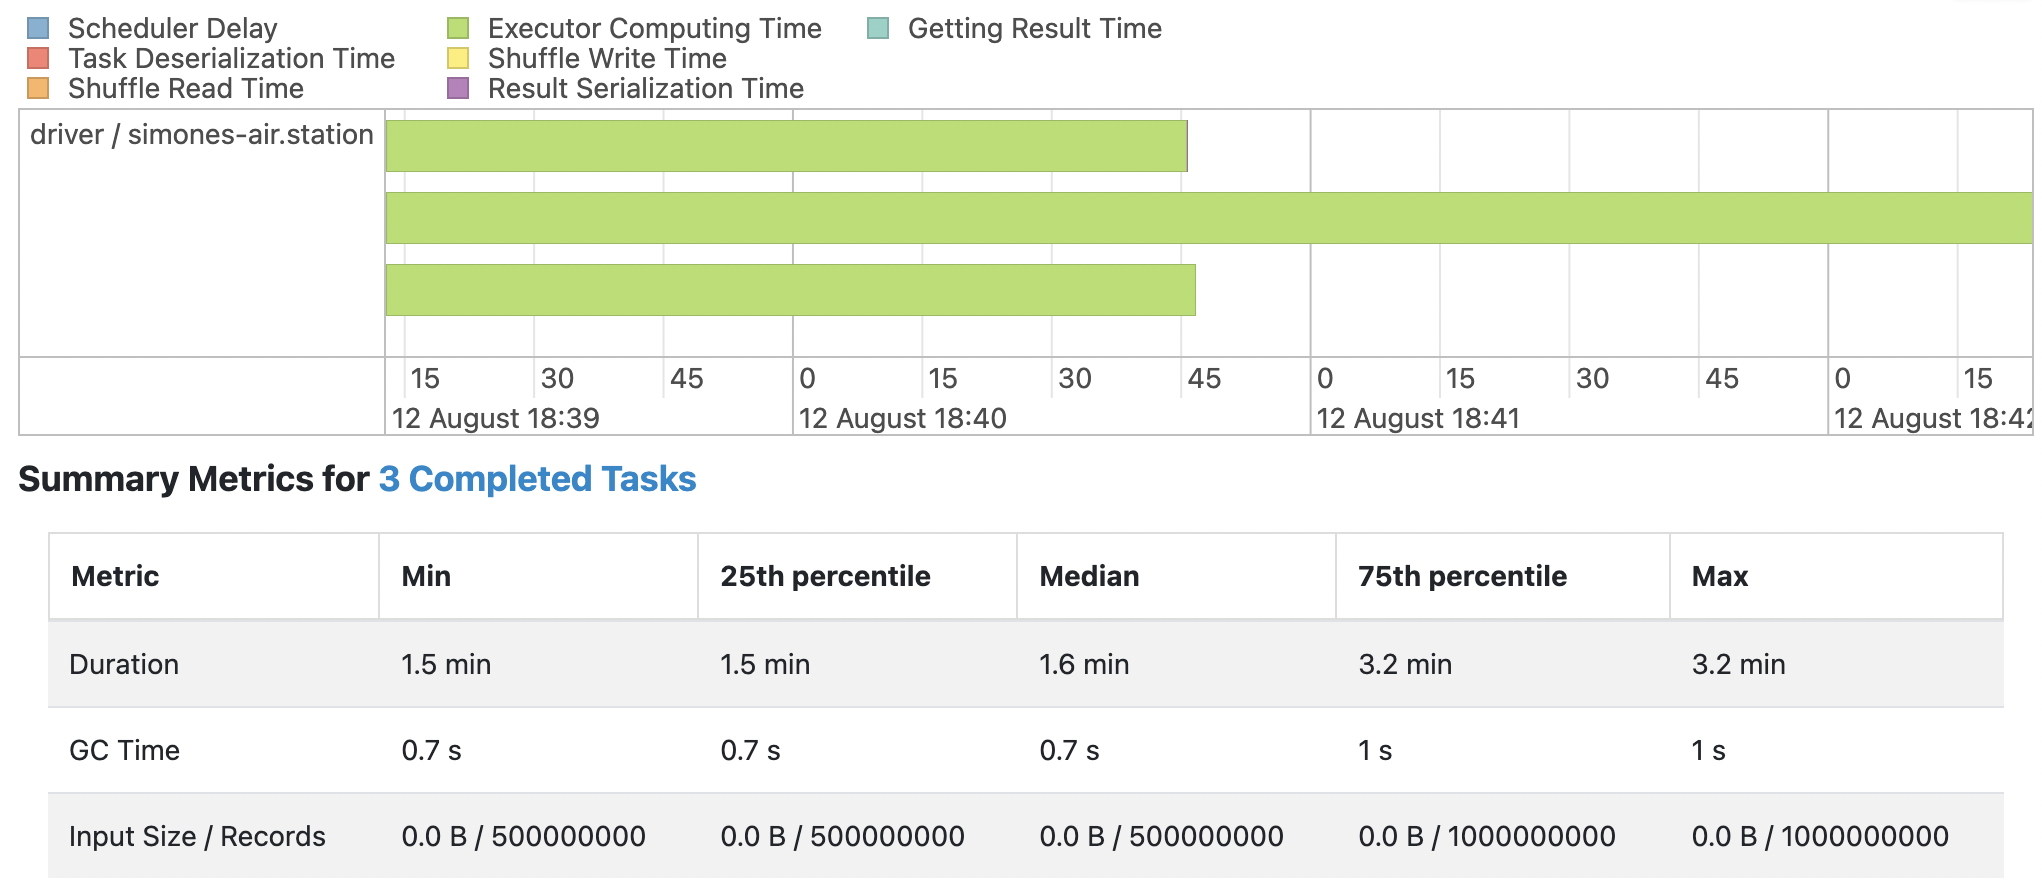 Scheduler Delay
Task Deserialization Time
Shuffle Read Time
Executor Computing Time
Shuffle Write Time
Result Serialization Time
Getting Result Time
driver / simones-air.station
15 30 45 0 15 30 45 0 15 30 45 0 15
12 August 18:39 12 August 18:40 12 August 18:41 12 August 18:42
Summary Metrics for 3 Completed Tasks
Metric Min 25th percentile Median 75th percentile Max
Duration 1.5 min 1.5 min 1.6 min 3.2 min 3.2 min
GC Time 0.7 s 0.7 s 0.7 s 1 s 1 s
Input Size / Records 0.0 B / 500000000 0.0 B / 500000000 0.0 B / 500000000 0.0 B / 1000000000 0.0 B / 1000000000